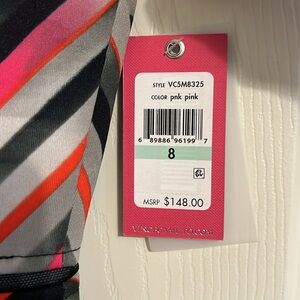 STYLE VC5M8325
COLOR pnk pink
6 89886 96199 7
8
MSRP $148.00